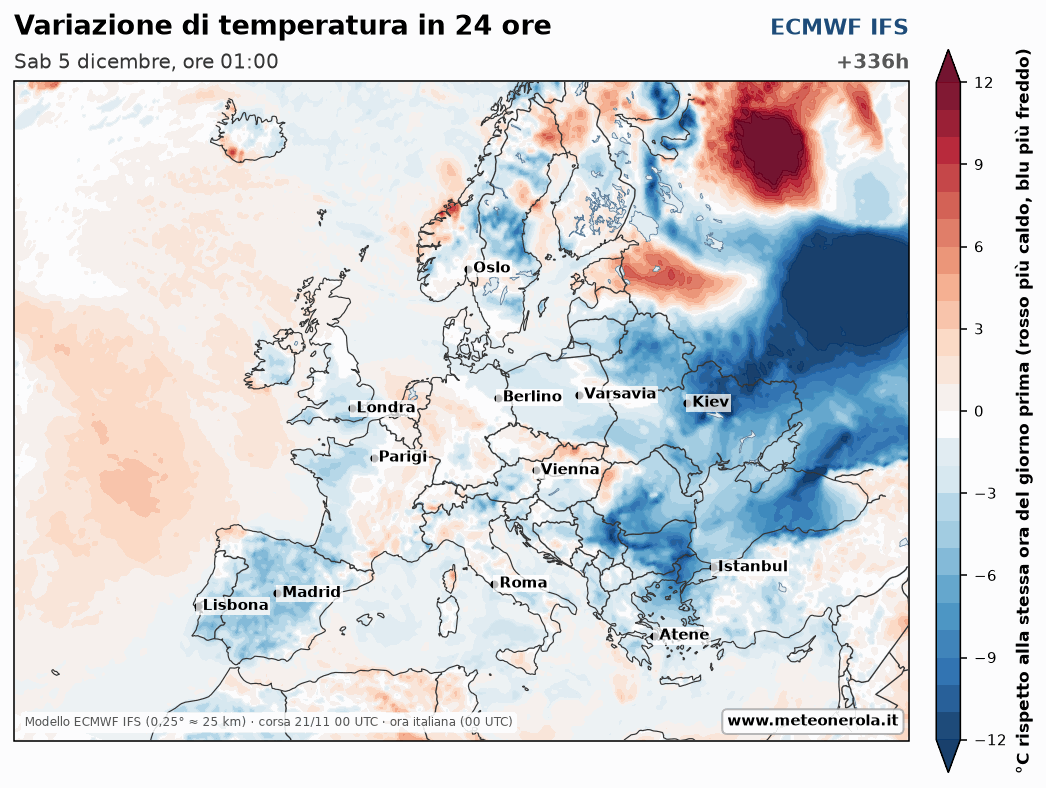 Variazione di temperatura in 24 ore
ECMWF IFS
Sab 5 dicembre, ore 01:00
+336h
Oslo
Londra
Berlino
Varsavia
Kiev
Parigi
Vienna
Istanbul
Roma
Madrid
Lisbona
Atene
Modello ECMWF IFS (0,25° ≈ 25 km) · corsa 21/11 00 UTC · ora italiana (00 UTC)
www.meteonerola.it
12
9
6
3
0
−3
−6
−9
−12
°C rispetto alla stessa ora del giorno prima (rosso più caldo, blu più freddo)